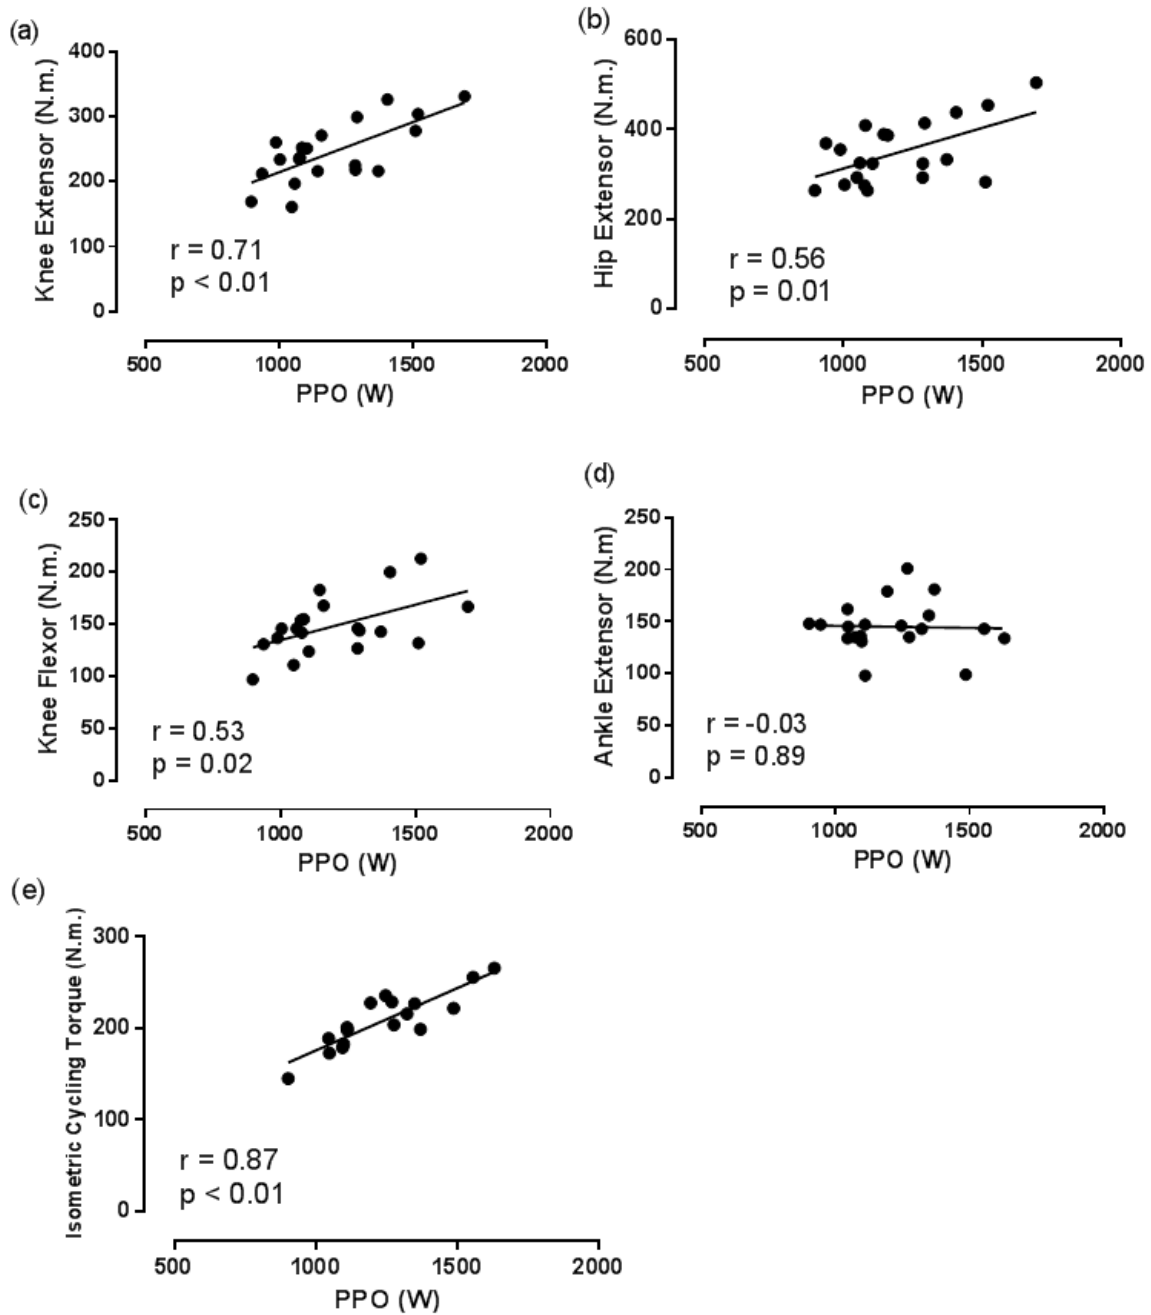 (a)
Knee Extensor (N.m.)
400
300
200
100
0
r = 0.71
p < 0.01
500 1000 1500 2000
PPO (W)
(b)
Hip Extensor (N.m.)
600
400
200
0
r = 0.56
p = 0.01
500 1000 1500 2000
PPO (W)
(c)
Knee Flexor (N.m.)
250
200
150
100
50
0
r = 0.53
p = 0.02
500 1000 1500 2000
PPO (W)
(d)
Ankle Extensor (N.m)
250
200
150
100
50
0
r = -0.03
p = 0.89
500 1000 1500 2000
PPO (W)
(e)
Isometric Cycling Torque (N.m.)
300
200
100
0
r = 0.87
p < 0.01
500 1000 1500 2000
PPO (W)